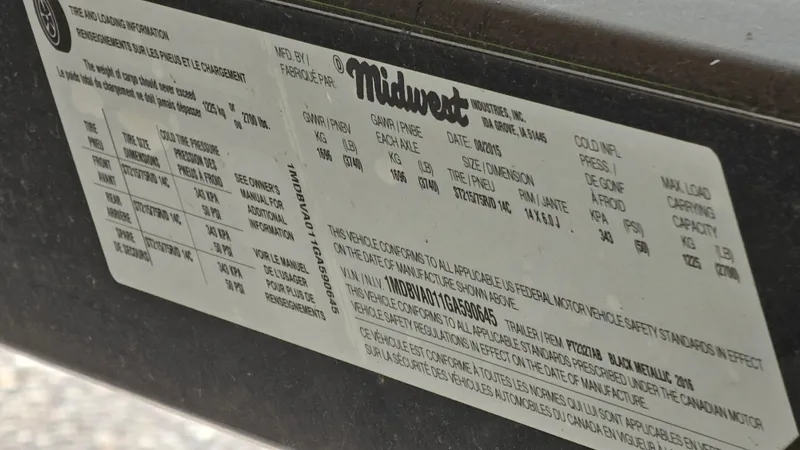 TIRE AND LOADING INFORMATION
RENSEIGNEMENTS SUR LES PNEUS ET LE CHARGEMENT
The weight of cargo should never exceed 1225 kg or 2700 lbs.
Le poids total du chargement ne doit jamais dépasser ou
TIRE PNEU
TIRE SIZE DIMENSIONS
COLD TIRE PRESSURE PRESSION DES PNEUS À FROID
FRONT AVANT ST215/75R/D 14C 343 KPA 50 PSI
REAR ARRIÈRE ST215/75R/D 14C 343 KPA 50 PSI
SPARE DE SECOURS ST215/75R/D 14C 343 KPA 50 PSI
SEE OWNER'S
MANUAL FOR
ADDITIONAL
INFORMATION
VOIR LE MANUEL
DE L'USAGER
POUR PLUS DE
RENSEIGNEMENTS
1MDBVA011GA590645
MFD. BY /
FABRIQUÉ PAR:
Midwest
INDUSTRIES, INC.
IDA GROVE, IA 51445
GVWR / PNBV
KG (LB)
1696 (3740)
GAWR / PNBE
EACH AXLE
KG (LB)
1696 (3740)
DATE: 08/2015
SIZE / DIMENSION
TIRE / PNEU RIM / JANTE
ST215/75R/D 14C 14 X 6.0 J
COLD INFL
PRESS. /
DE GONF
À FROID
KPA (PSI)
343 (50)
MAX. LOAD
CARRYING
CAPACITY
KG (LB)
1225 (2700)
THIS VEHICLE CONFORMS TO ALL APPLICABLE US FEDERAL MOTOR VEHICLE SAFETY STANDARDS IN EFFECT
ON THE DATE OF MANUFACTURE SHOWN ABOVE.
V.I.N. / N.I.V. 1MDBVA011GA590645 TRAILER / REM. PT2327AB BLACK METALLIC 2016
THIS VEHICLE CONFORMS TO ALL APPLICABLE STANDARDS PRESCRIBED UNDER THE CANADIAN MOTOR
VEHICLE SAFETY REGULATIONS IN EFFECT ON THE DATE OF MANUFACTURE.
CE VÉHICULE EST CONFORME À TOUTES LES NORMES QUI LUI SONT APPLICABLES EN VERTU
SUR LA SÉCURITÉ DES VÉHICULES AUTOMOBILES DU CANADA EN VIGUEUR À